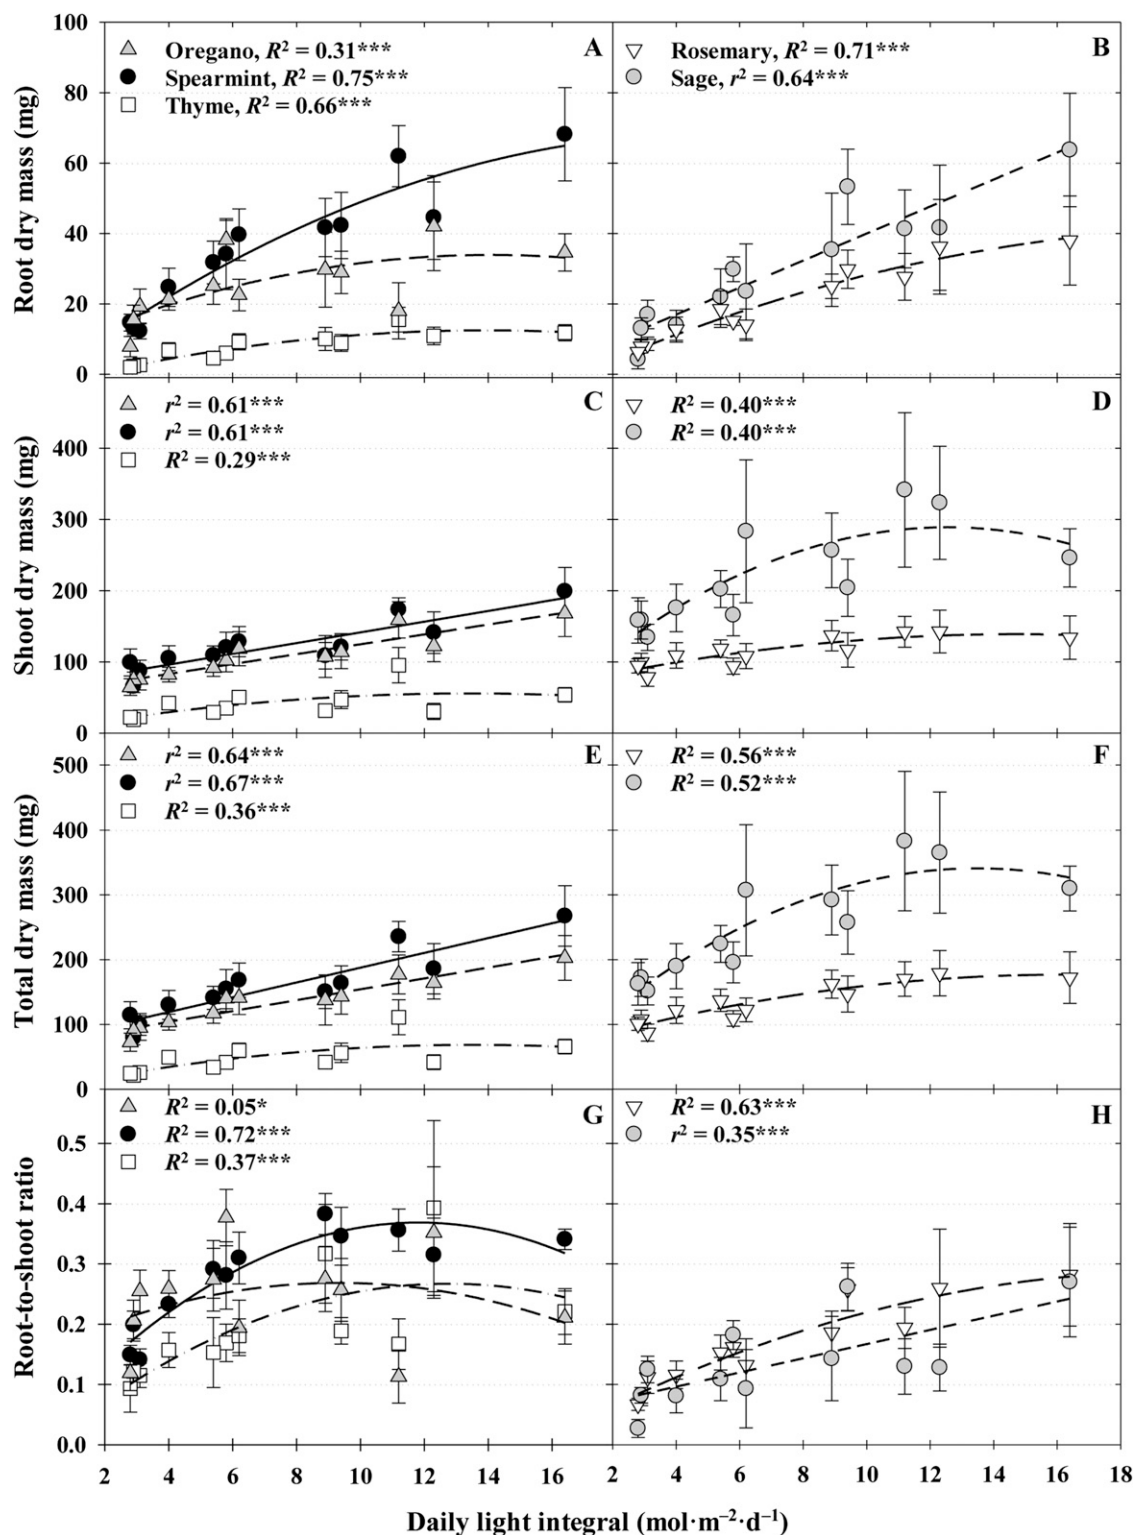 Root dry mass (mg)
100
80
60
40
20
0
Oregano, R² = 0.31***
Spearmint, R² = 0.75***
Thyme, R² = 0.66***
A
Rosemary, R² = 0.71***
Sage, r² = 0.64***
B
Shoot dry mass (mg)
400
300
200
100
0
r² = 0.61***
r² = 0.61***
R² = 0.29***
C
R² = 0.40***
R² = 0.40***
D
Total dry mass (mg)
500
400
300
200
100
0
r² = 0.64***
r² = 0.67***
R² = 0.36***
E
R² = 0.56***
R² = 0.52***
F
Root-to-shoot ratio
0.5
0.4
0.3
0.2
0.1
0.0
R² = 0.05*
R² = 0.72***
R² = 0.37***
G
R² = 0.63***
r² = 0.35***
H
2 4 6 8 10 12 14 16 2 4 6 8 10 12 14 16 18
Daily light integral (mol·m⁻²·d⁻¹)